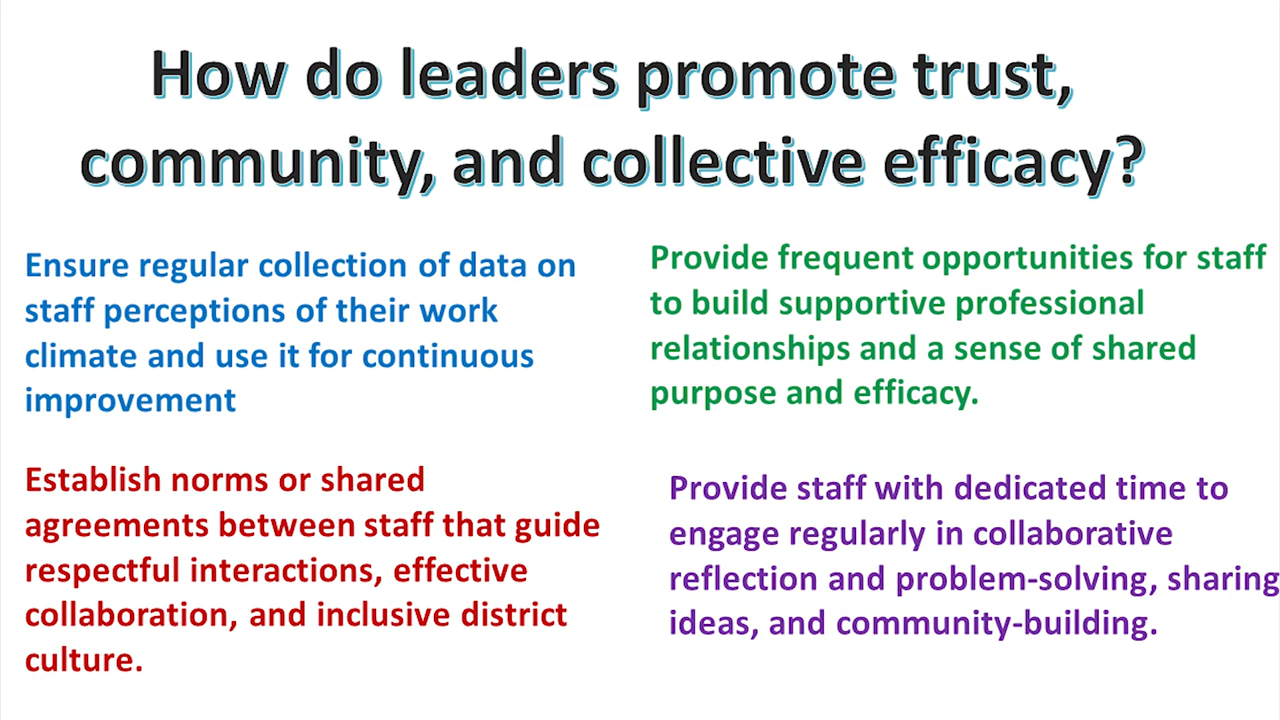 How do leaders promote trust,
community, and collective efficacy?
Ensure regular collection of data on
staff perceptions of their work
climate and use it for continuous
improvement
Provide frequent opportunities for staff
to build supportive professional
relationships and a sense of shared
purpose and efficacy.
Establish norms or shared
agreements between staff that guide
respectful interactions, effective
collaboration, and inclusive district
culture.
Provide staff with dedicated time to
engage regularly in collaborative
reflection and problem-solving, sharing
ideas, and community-building.